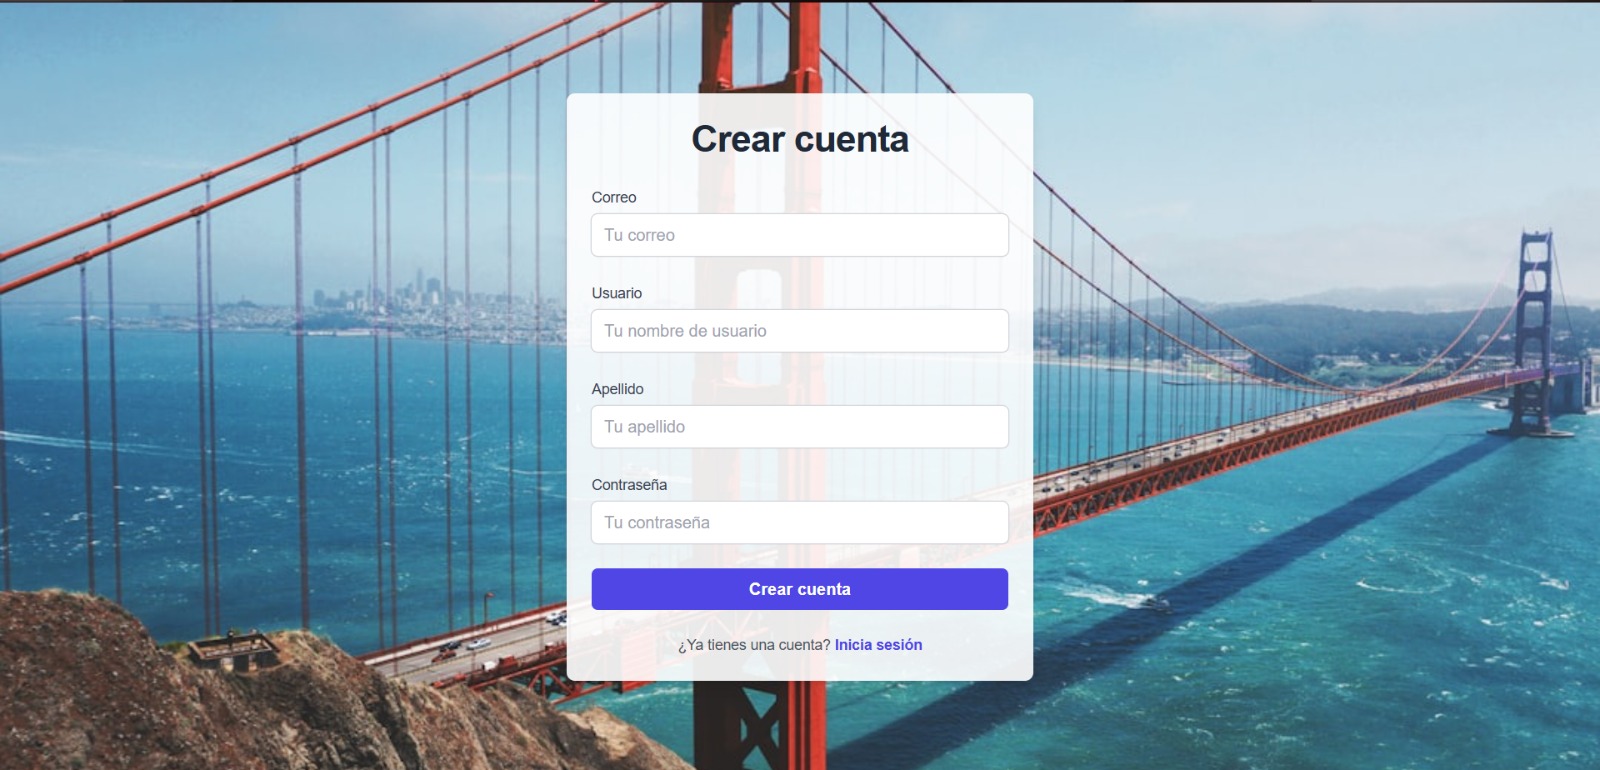 Crear cuenta
Correo
Tu correo
Usuario
Tu nombre de usuario
Apellido
Tu apellido
Contraseña
Tu contraseña
Crear cuenta
¿Ya tienes una cuenta? Inicia sesión